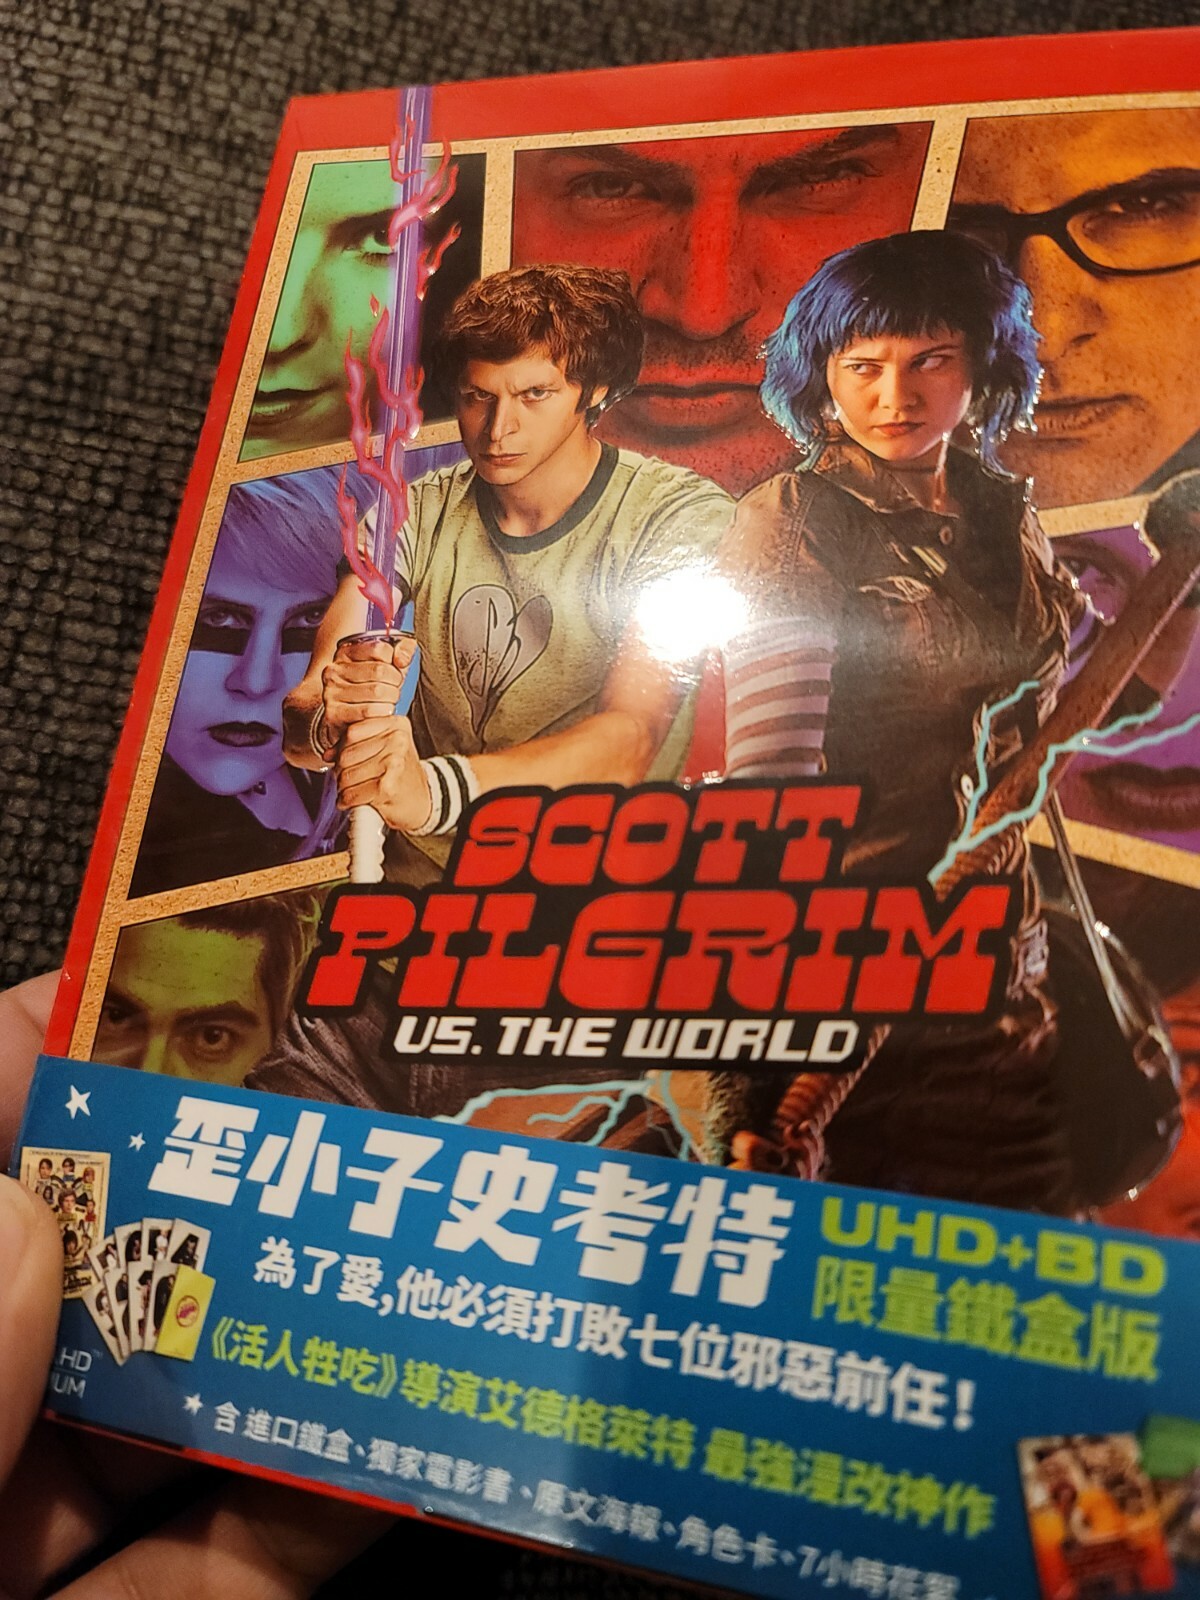 SCOTT
PILGRIM
VS. THE WORLD
歪小子史考特
UHD+BD
限量鐵盒版
為了愛,他必須打敗七位邪惡前任!
《活人牲吃》導演艾德格萊特 最強漫改神作
含 進口鐵盒、獨家電影書、原文海報、角色卡、7小時花絮